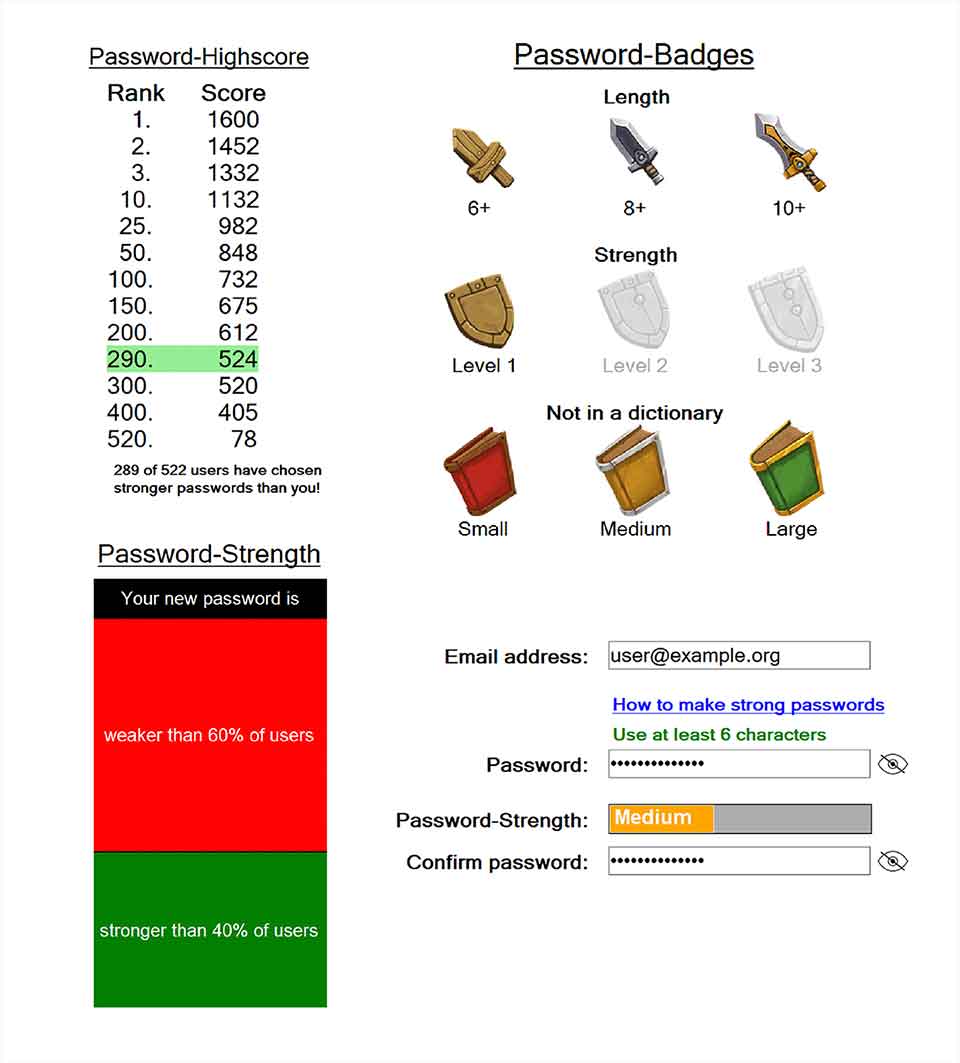 Password-Highscore
Rank Score
1. 1600
2. 1452
3. 1332
10. 1132
25. 982
50. 848
100. 732
150. 675
200. 612
290. 524
300. 520
400. 405
520. 78
289 of 522 users have chosen
stronger passwords than you!
Password-Strength
Your new password is
weaker than 60% of users
stronger than 40% of users
Password-Badges
Length
6+ 8+ 10+
Strength
Level 1 Level 2 Level 3
Not in a dictionary
Small Medium Large
Email address: user@example.org
How to make strong passwords
Use at least 6 characters
Password: ••••••••••••••
Password-Strength: Medium
Confirm password: ••••••••••••••